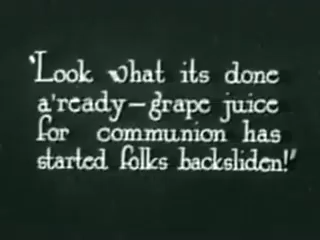 "Look what its done
a'ready—grape juice
for communion has
started folks backsliden!"